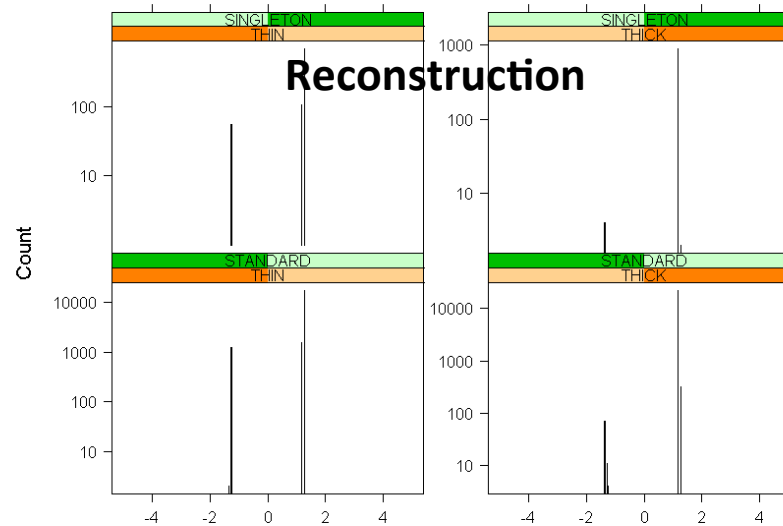 SINGLETON
SINGLETON
THIN
THICK
Reconstruction
1000
100
100
10
10
Count
STANDARD
STANDARD
THIN
THICK
10000
10000
1000
1000
100
100
10
10
-4 -2 0 2 4
-4 -2 0 2 4